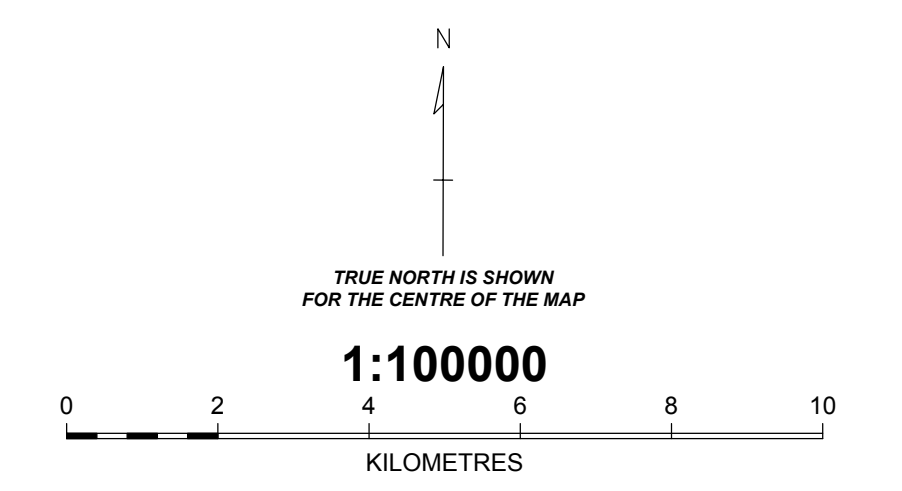 N
TRUE NORTH IS SHOWN
FOR THE CENTRE OF THE MAP
1:100000
0 2 4 6 8 10
KILOMETRES